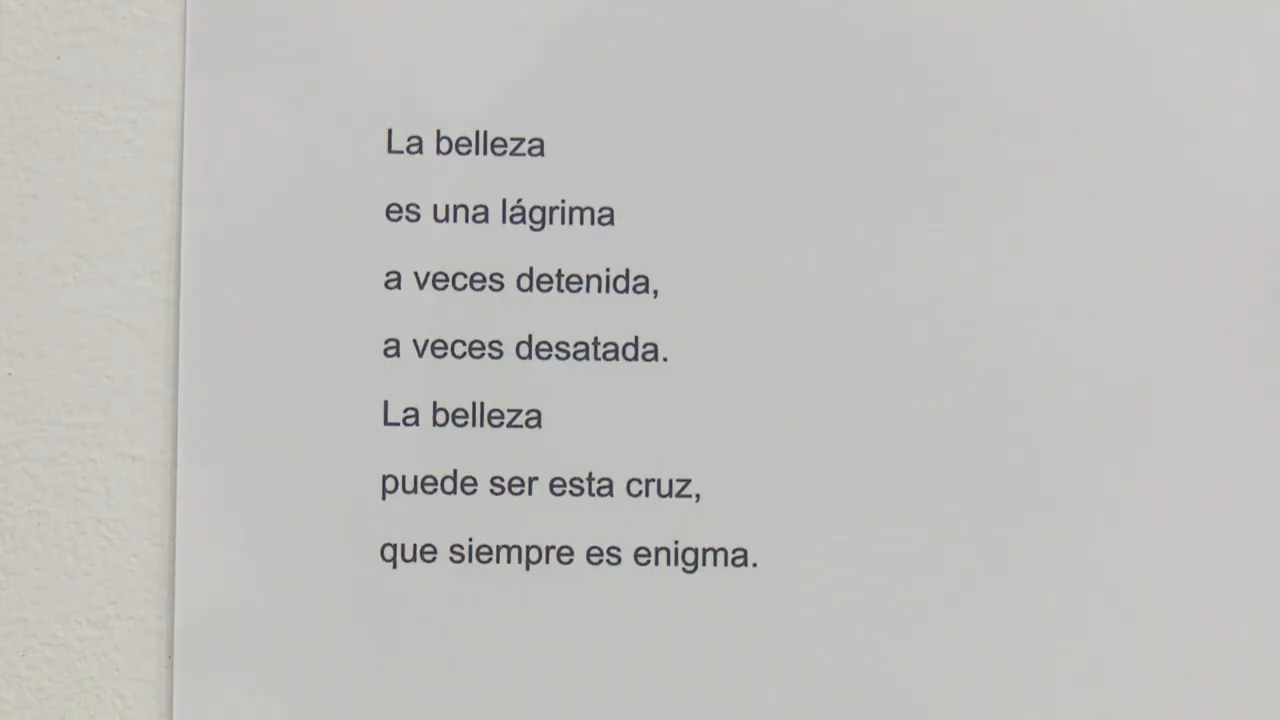 La belleza
es una lágrima
a veces detenida,
a veces desatada.
La belleza
puede ser esta cruz,
que siempre es enigma.